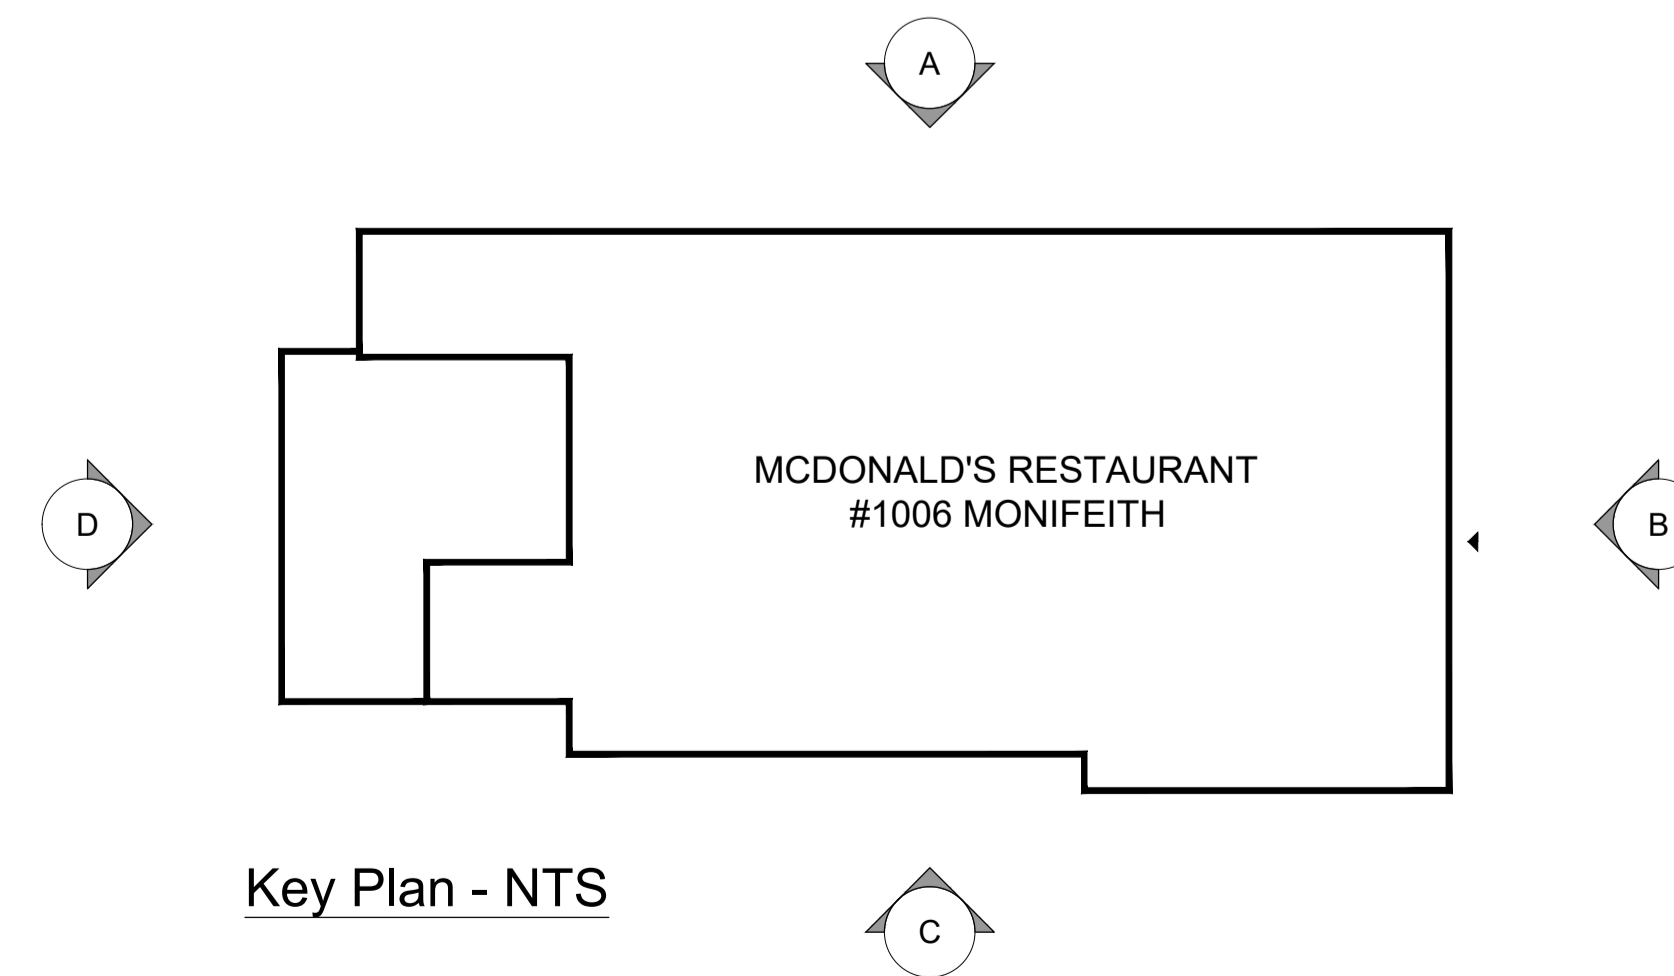 A
MCDONALD'S RESTAURANT
#1006 MONIFEITH
D
B
Key Plan - NTS
C